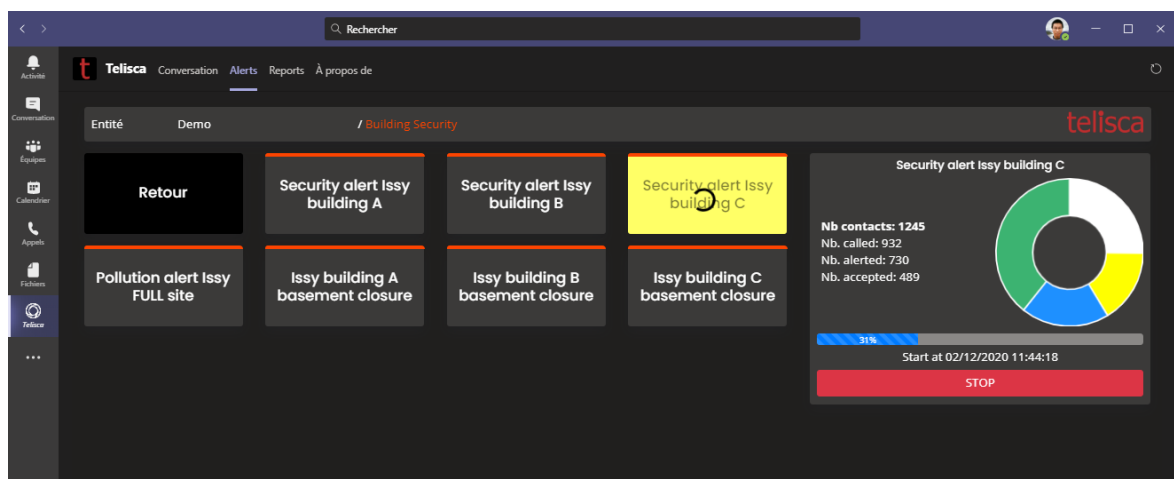 Rechercher
Activité
Conversation
Équipes
Calendrier
Appels
Fichiers
Telisca
t Telisca Conversation Alerts Reports À propos de
Entité Demo / Building Security
telisca
Retour
Security alert Issy
building A
Security alert Issy
building B
Security alert Issy
building C
Pollution alert Issy
FULL site
Issy building A
basement closure
Issy building B
basement closure
Issy building C
basement closure
Security alert Issy building C
Nb contacts: 1245
Nb. called: 932
Nb. alerted: 730
Nb. accepted: 489
31%
Start at 02/12/2020 11:44:18
STOP